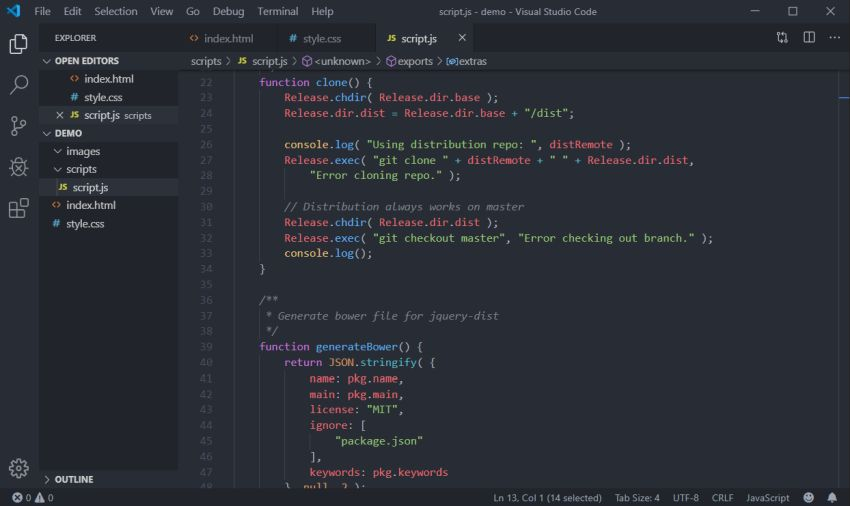 File Edit Selection View Go Debug Terminal Help script.js - demo - Visual Studio Code
EXPLORER
OPEN EDITORS
<> index.html
# style.css
JS script.js scripts
DEMO
images
scripts
JS script.js
<> index.html
# style.css
OUTLINE
<> index.html # style.css JS script.js
scripts > JS script.js > <unknown> > exports > extras
22 function clone() {
23 Release.chdir( Release.dir.base );
24 Release.dir.dist = Release.dir.base + "/dist";
25
26 console.log( "Using distribution repo: ", distRemote );
27 Release.exec( "git clone " + distRemote + " " + Release.dir.dist,
28 "Error cloning repo." );
29
30 // Distribution always works on master
31 Release.chdir( Release.dir.dist );
32 Release.exec( "git checkout master", "Error checking out branch." );
33 console.log();
34 }
35
36 /**
37 * Generate bower file for jquery-dist
38 */
39 function generateBower() {
40 return JSON.stringify( {
41 name: pkg.name,
42 main: pkg.main,
43 license: "MIT",
44 ignore: [
45 "package.json"
46 ],
47 keywords: pkg.keywords
48 }, null, 2 );
0 0 Ln 13, Col 1 (14 selected) Tab Size: 4 UTF-8 CRLF JavaScript